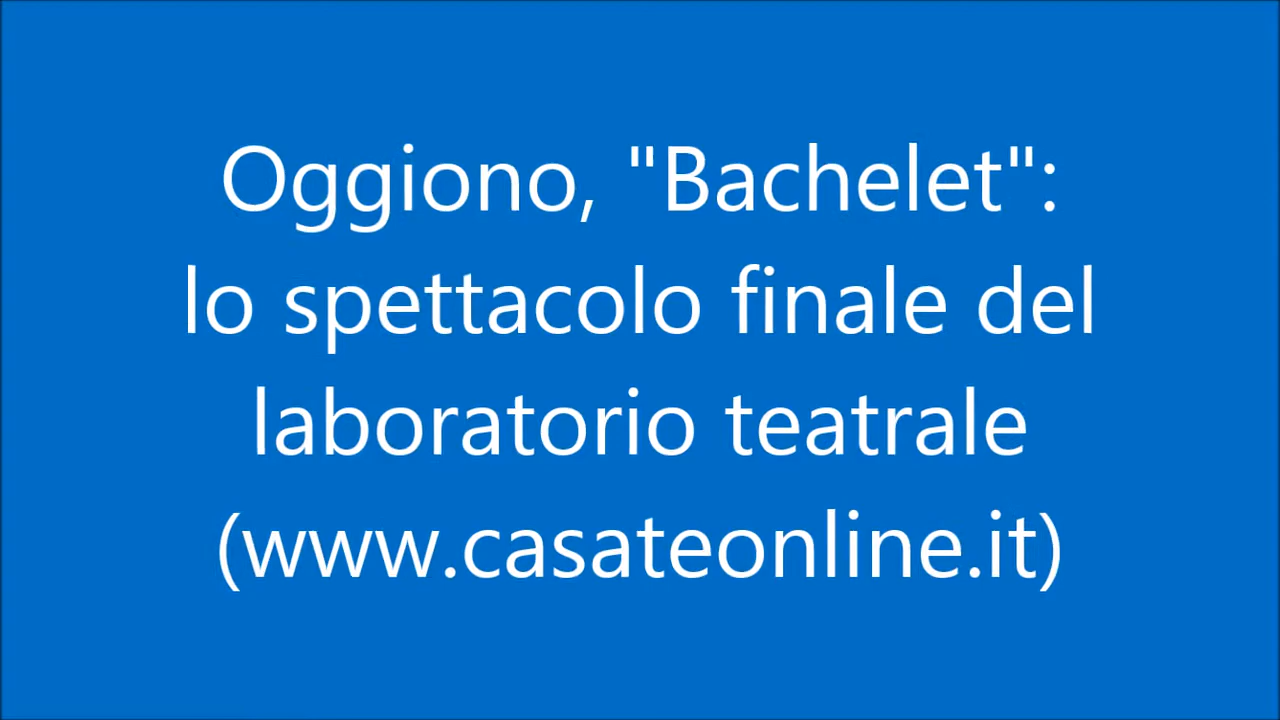 Oggiono, "Bachelet":
lo spettacolo finale del
laboratorio teatrale
(www.casateonline.it)